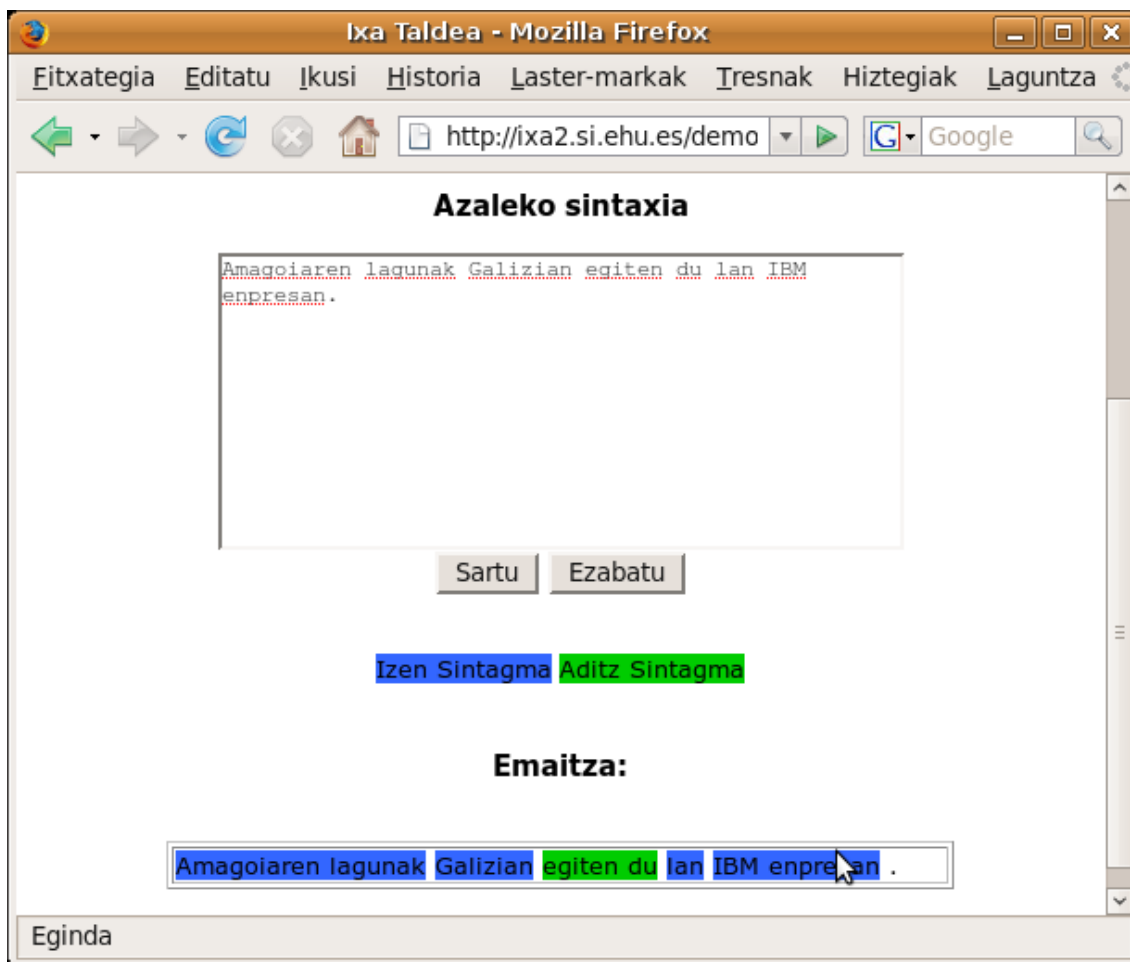 Ixa Taldea - Mozilla Firefox
Fitxategia Editatu Ikusi Historia Laster-markak Tresnak Hiztegiak Laguntza
http://ixa2.si.ehu.es/demo G Google
Azaleko sintaxia
Amagoiaren lagunak Galizian egiten du lan IBM
enpresan.
Sartu Ezabatu
Izen Sintagma Aditz Sintagma
Emaitza:
Amagoiaren lagunak Galizian egiten du lan IBM enpresan .
Eginda